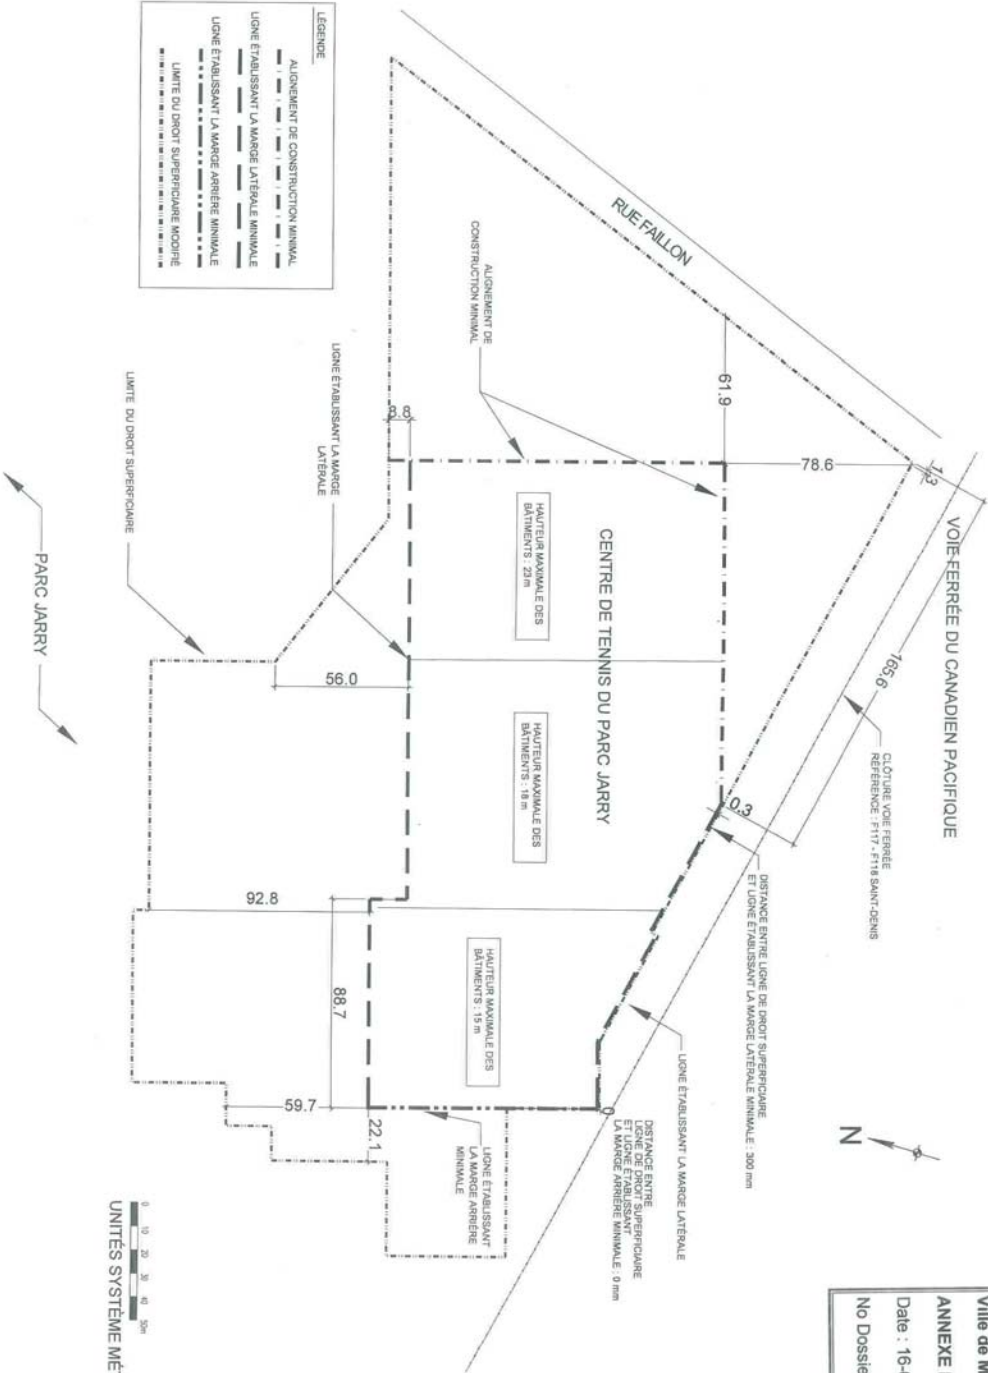 Ville de M
ANNEXE
Date : 16-
No Dossie
VOIE FERRÉE DU CANADIEN PACIFIQUE
CLÔTURE VOIE FERRÉE
RÉFÉRENCE : F117 - F118 SAINT-DENIS
1.3
165.6
RUE FAILLON
61.9
78.6
0.3
DISTANCE ENTRE LIGNE DE DROIT SUPERFICIAIRE
ET LIGNE ÉTABLISSANT LA MARGE LATÉRALE MINIMALE : 300 mm
LIGNE ÉTABLISSANT LA MARGE LATÉRALE
N
0
DISTANCE ENTRE
LIGNE DE DROIT SUPERFICIAIRE
ET LIGNE ÉTABLISSANT
LA MARGE ARRIÈRE MINIMALE : 0 mm
CENTRE DE TENNIS DU PARC JARRY
ALIGNEMENT DE
CONSTRUCTION MINIMAL
HAUTEUR MAXIMALE DES
BÂTIMENTS : 23 m
HAUTEUR MAXIMALE DES
BÂTIMENTS : 18 m
HAUTEUR MAXIMALE DES
BÂTIMENTS : 15 m
LIGNE ÉTABLISSANT
LA MARGE ARRIÈRE
MINIMALE
8.8
LIGNE ÉTABLISSANT LA MARGE
LATÉRALE
56.0
92.8
88.7
59.7
22.1
LIMITE DU DROIT SUPERFICIAIRE
PARC JARRY
LÉGENDE
ALIGNEMENT DE CONSTRUCTION MINIMAL
LIGNE ÉTABLISSANT LA MARGE LATÉRALE MINIMALE
LIGNE ÉTABLISSANT LA MARGE ARRIÈRE MINIMALE
LIMITE DU DROIT SUPERFICIAIRE MODIFIÉ
0 10 20 30 40 50m
UNITÉS SYSTÈME MÉ